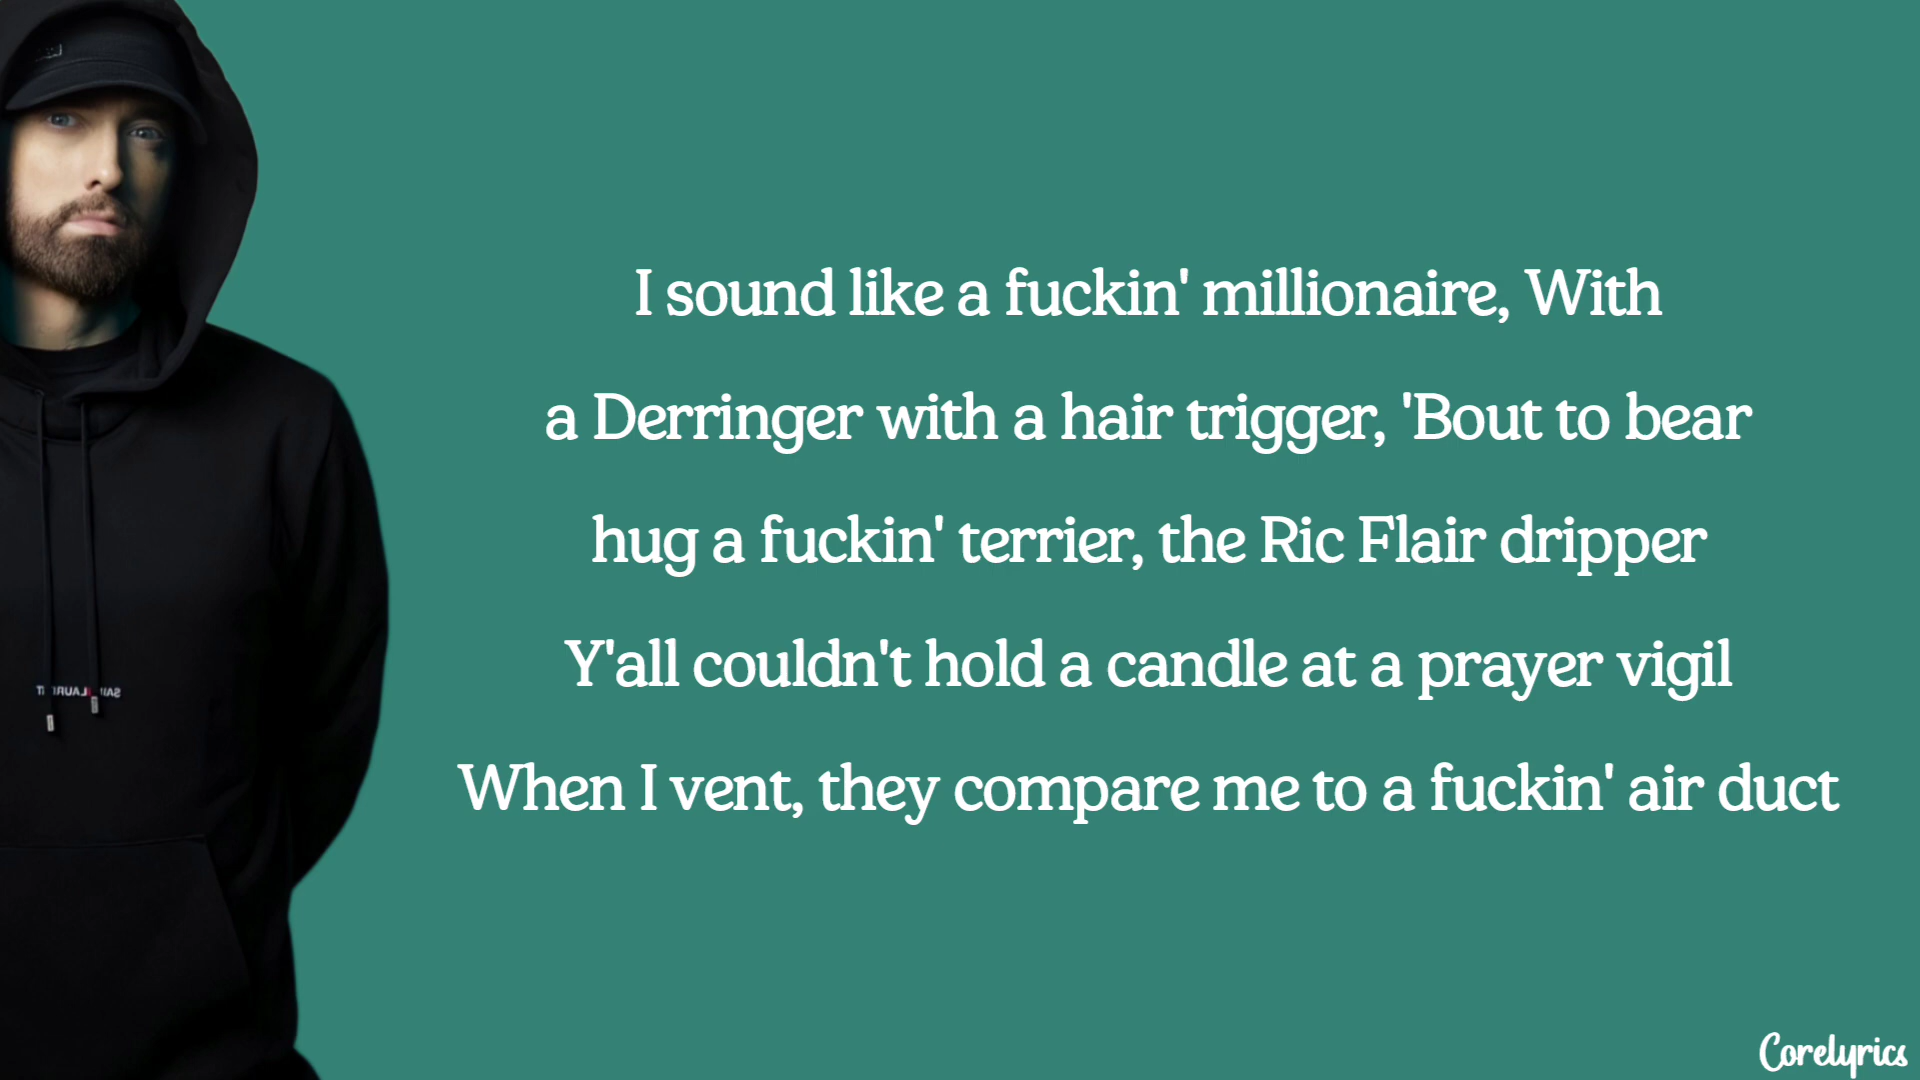 I sound like a fuckin' millionaire, With
a Derringer with a hair trigger, 'Bout to bear
hug a fuckin' terrier, the Ric Flair dripper
Y'all couldn't hold a candle at a prayer vigil
When I vent, they compare me to a fuckin' air duct
Corelyrics